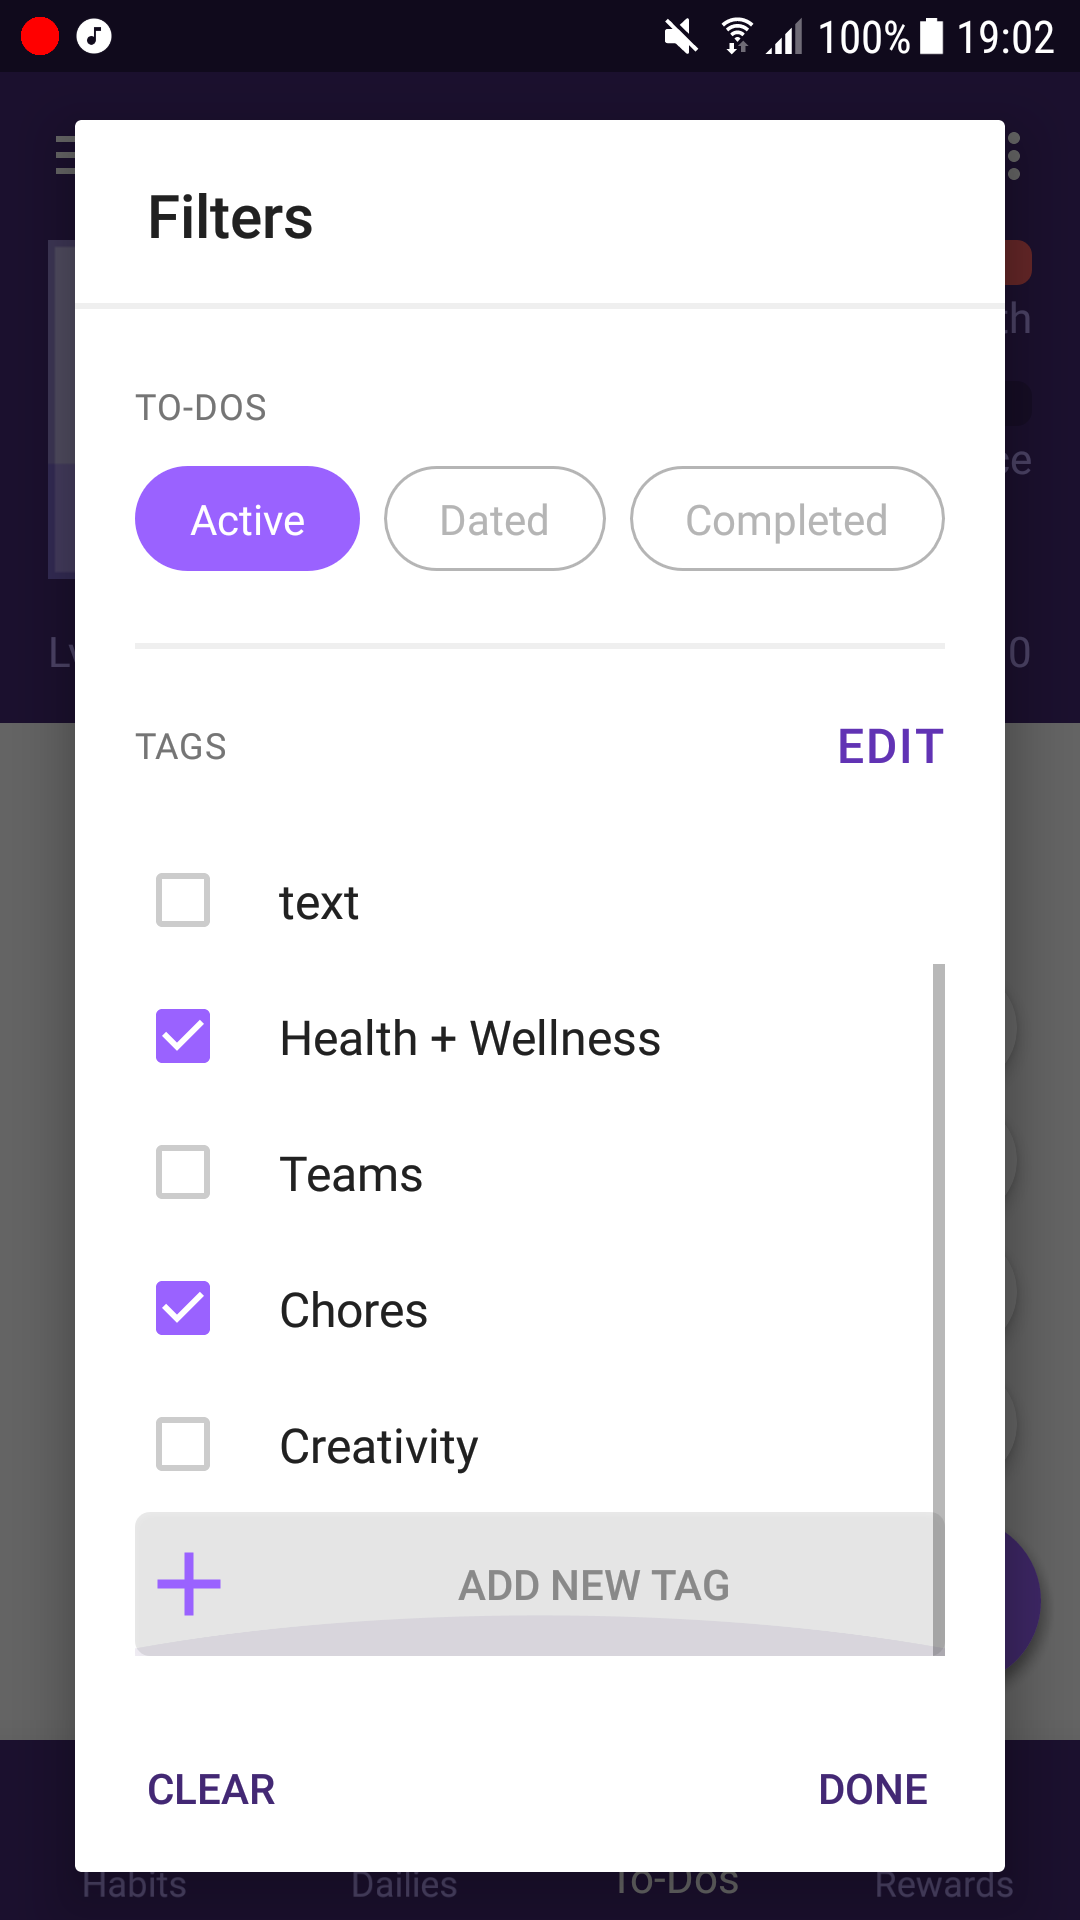 100% 19:02
Filters
TO-DOS
Active Dated Completed
TAGS EDIT
text
Health + Wellness
Teams
Chores
Creativity
ADD NEW TAG
CLEAR DONE
Habits Dailies To-Dos Rewards